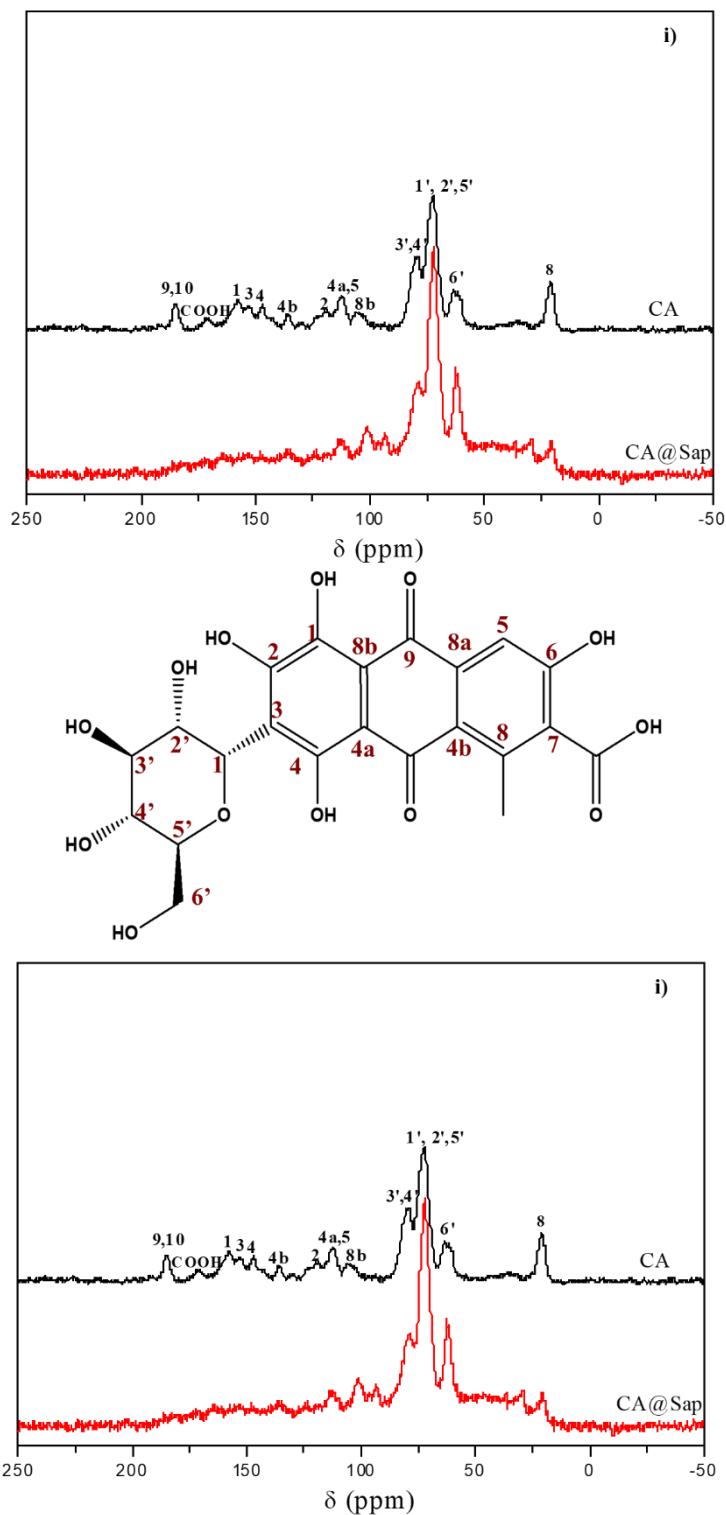 i)
1', 2',5'
3',4'
9,10
COOH
1
3
4
4b
2
4a,5
8b
6'
8
CA
CA@Sap
250 200 150 100 50 0 -50
δ (ppm)
OH O
HO 1 5 OH
8b 9 8a 6
OH 2
HO 3 8 7 OH
3' 2' 1' 4 4a 4b
4' O
HO 5' OH O O
6'
HO
i)
1', 2',5'
3',4'
9,10
COOH
1
3
4
4b
2
4a,5
8b
6'
8
CA
CA@Sap
250 200 150 100 50 0 -50
δ (ppm)